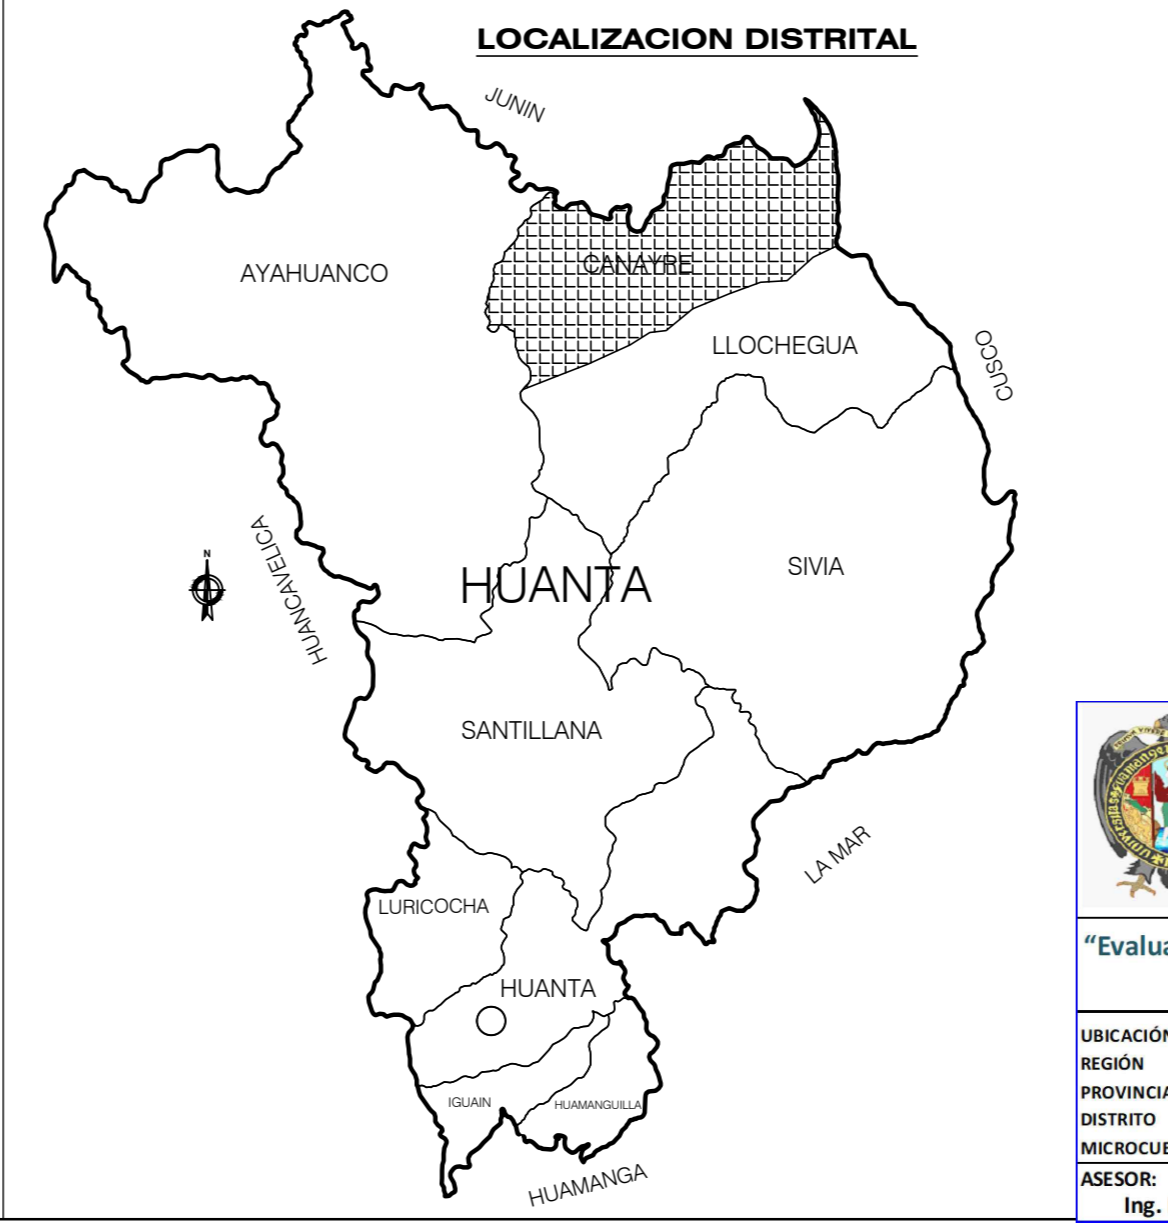 LOCALIZACION DISTRITAL
JUNIN
CANAYRE
AYAHUANCO
LLOCHEGUA
CUSCO
HUANCAVELICA
N
HUANTA
SIVIA
SANTILLANA
LA MAR
LURICOCHA
HUANTA
IGUAIN
HUAMANGUILLA
HUAMANGA
“Evalua
UBICACIÓN
REGIÓN
PROVINCIA
DISTRITO
MICROCUE
ASESOR:
Ing.